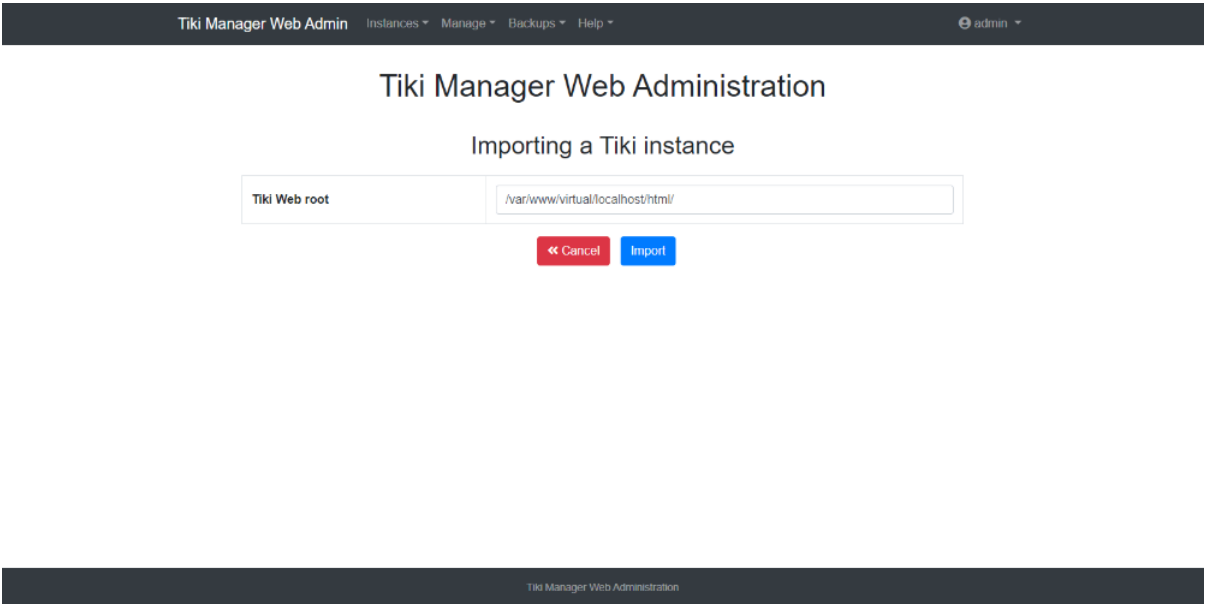 Tiki Manager Web Admin Instances Manage Backups Help admin
Tiki Manager Web Administration
Importing a Tiki instance
Tiki Web root /var/www/virtual/localhost/html/
Cancel Import
Tiki Manager Web Administration